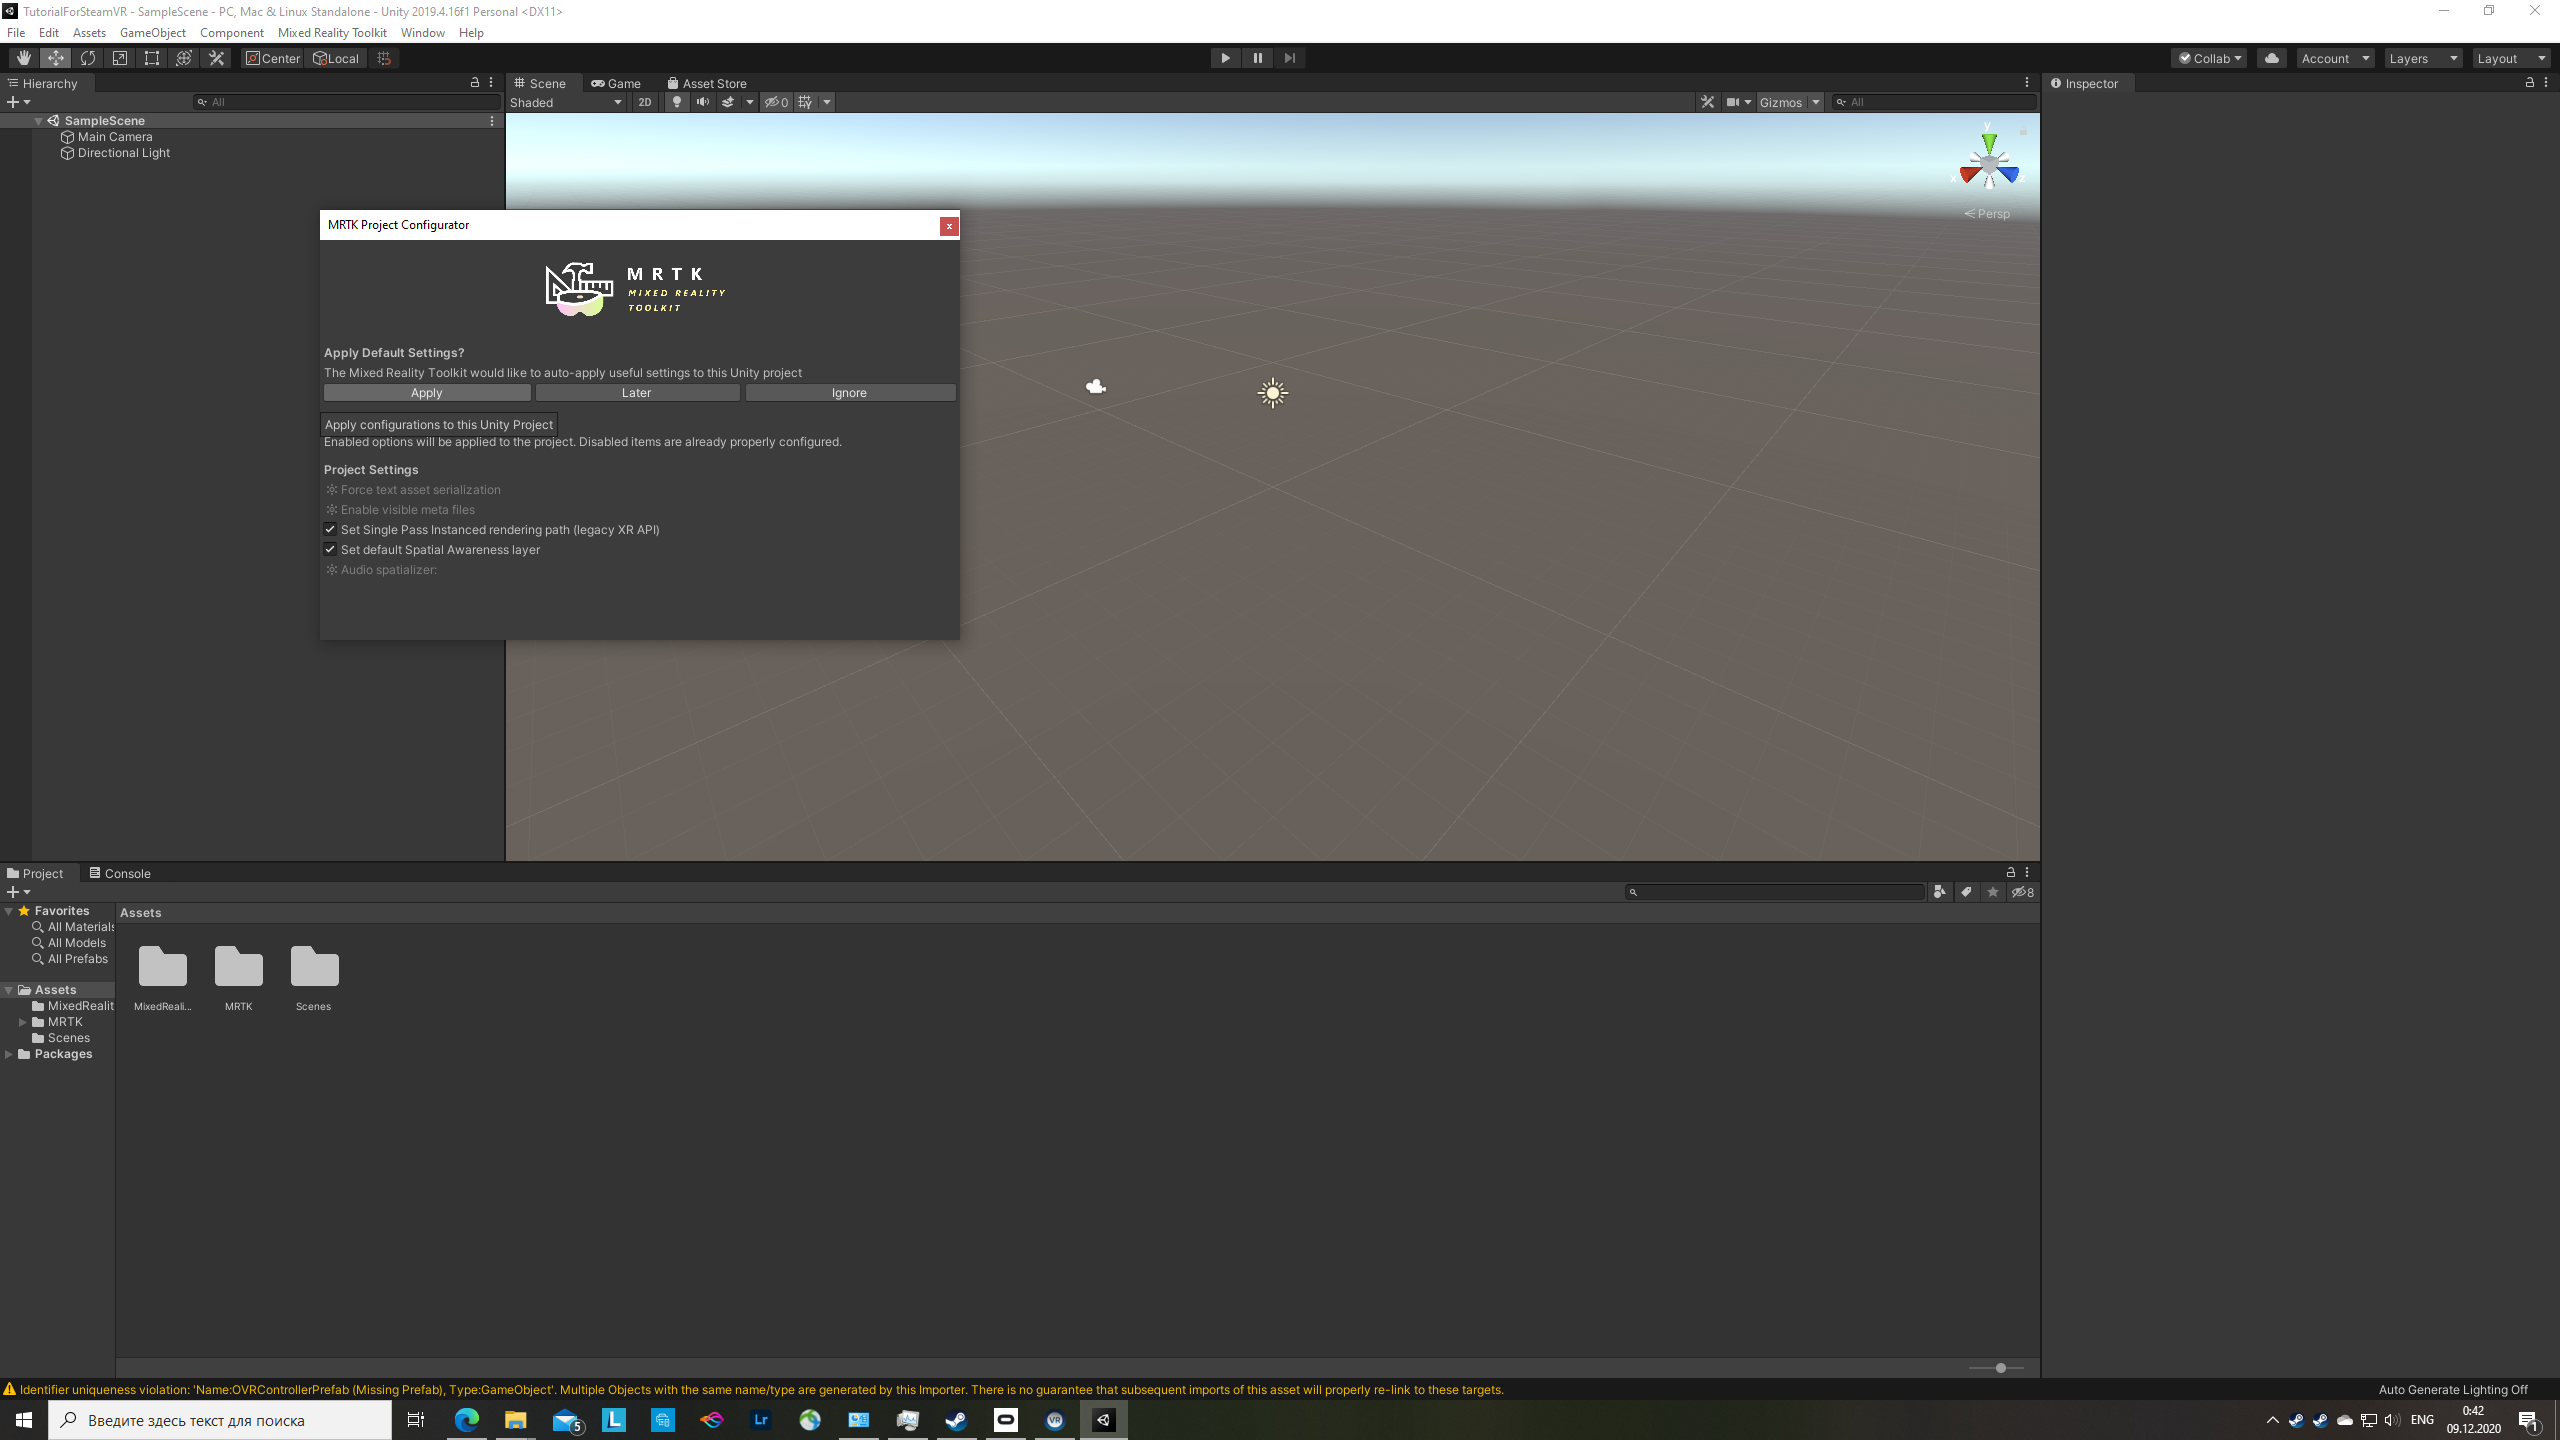 TutorialForSteamVR - SampleScene - PC, Mac & Linux Standalone - Unity 2019.4.16f1 Personal <DX11>
File Edit Assets GameObject Component Mixed Reality Toolkit Window Help
Center Local Collab Account Layers Layout
Hierarchy Scene Game Asset Store Inspector
All Shaded 2D 0 Gizmos All
SampleScene
Main Camera
Directional Light
y
x z
Persp
MRTK Project Configurator
MRTK
MIXED REALITY
TOOLKIT
Apply Default Settings?
The Mixed Reality Toolkit would like to auto-apply useful settings to this Unity project
Apply Later Ignore
Apply configurations to this Unity Project
Enabled options will be applied to the project. Disabled items are already properly configured.
Project Settings
Force text asset serialization
Enable visible meta files
Set Single Pass Instanced rendering path (legacy XR API)
Set default Spatial Awareness layer
Audio spatializer:
Project Console
8
Favorites
All Materials
All Models
All Prefabs
Assets
MixedRealit
MRTK
Scenes
Packages
Assets
MixedReali... MRTK Scenes
Identifier uniqueness violation: 'Name:OVRControllerPrefab (Missing Prefab), Type:GameObject'. Multiple Objects with the same name/type are generated by this Importer. There is no guarantee that subsequent imports of this asset will properly re-link to these targets.
Auto Generate Lighting Off
Введите здесь текст для поиска
5 L Lr VR
ENG
0:42
09.12.2020
1